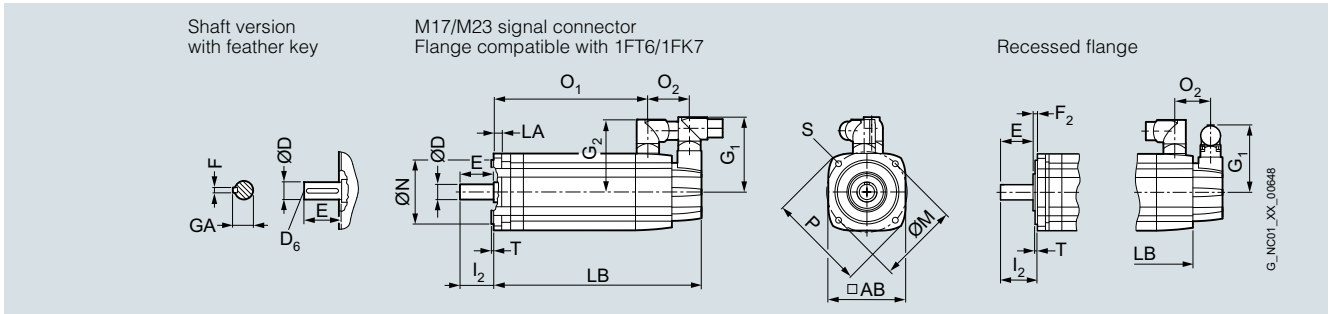 Shaft version
with feather key
M17/M23 signal connector
Flange compatible with 1FT6/1FK7
Recessed flange
F
ØD
E
GA
D6
O1
O2
LA
G2
G1
ØD
E
ØN
T
I2
LB
S
P
ØM
□AB
E
F2
T
I2
O2
G1
LB
G_NC01_XX_00648